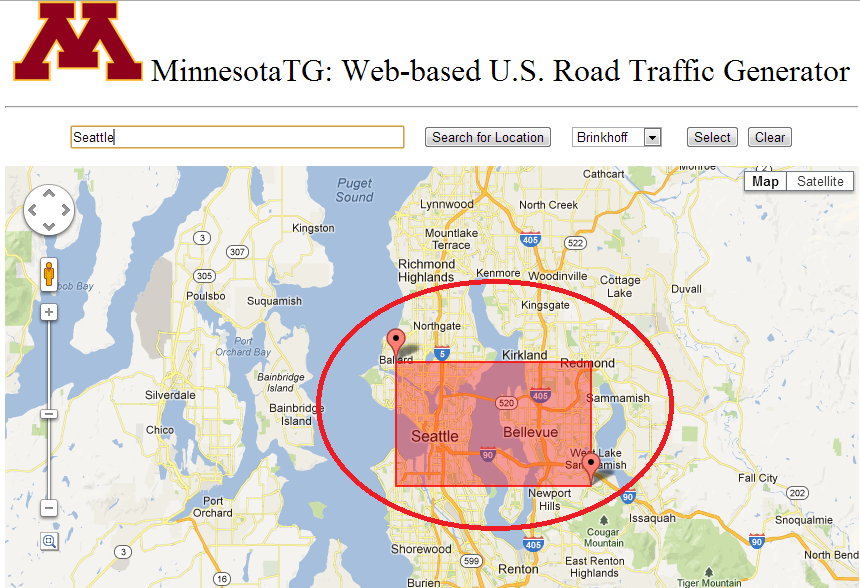 M
MinnesotaTG: Web-based U.S. Road Traffic Generator
Seattle
Search for Location
Brinkhoff
Select
Clear
Map
Satellite
Cathcart
Monroe
2
Puget
Sound
Lynnwood
North Creek
Kingston
3
307
Mountlake
Terrace
405
522
Richmond
Highlands
Kenmore
Woodinville
305
Cottage
Lake
Duvall
Poulsbo
Suquamish
Kingsgate
Northgate
Port
Orchard Bay
5
Ballard
Kirkland
Redmond
Bainbridge
Island
Silverdale
Bainbridge
Island
520
405
Sammamish
Chico
Seattle
Bellevue
90
West Lake
Sammamish
Fall City
Port
Orchard
Newport
Hills
90
202
Issaquah
Snoqualmie
Cougar
Mountain
3
Shorewood
405
90
North Bend
599
Renton
East Renton
Highlands
16
Burien
Tiger Mountain